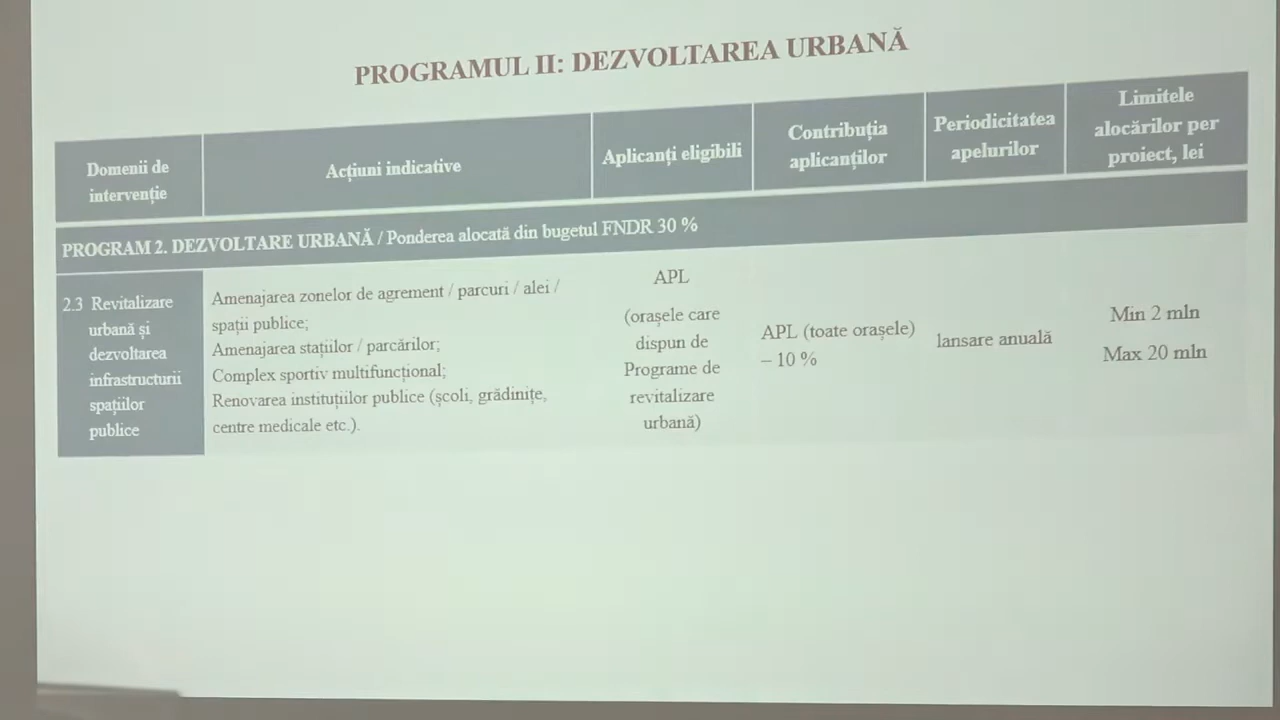 PROGRAMUL II: DEZVOLTAREA URBANĂ
Domenii de
intervenție
Acțiuni indicative
Aplicanți eligibili
Contribuția
aplicanților
Periodicitatea
apelurilor
Limitele
alocărilor per
proiect, lei
PROGRAM 2. DEZVOLTARE URBANĂ / Ponderea alocată din bugetul FNDR 30 %
2.3 Revitalizare
urbană și
dezvoltarea
infrastructurii
spațiilor
publice
Amenajarea zonelor de agrement / parcuri / alei /
spații publice;
Amenajarea stațiilor / parcărilor;
Complex sportiv multifuncțional;
Renovarea instituțiilor publice (școli, grădinițe,
centre medicale etc.).
APL
(orașele care
dispun de
Programe de
revitalizare
urbană)
APL (toate orașele)
– 10 %
lansare anuală
Min 2 mln
Max 20 mln